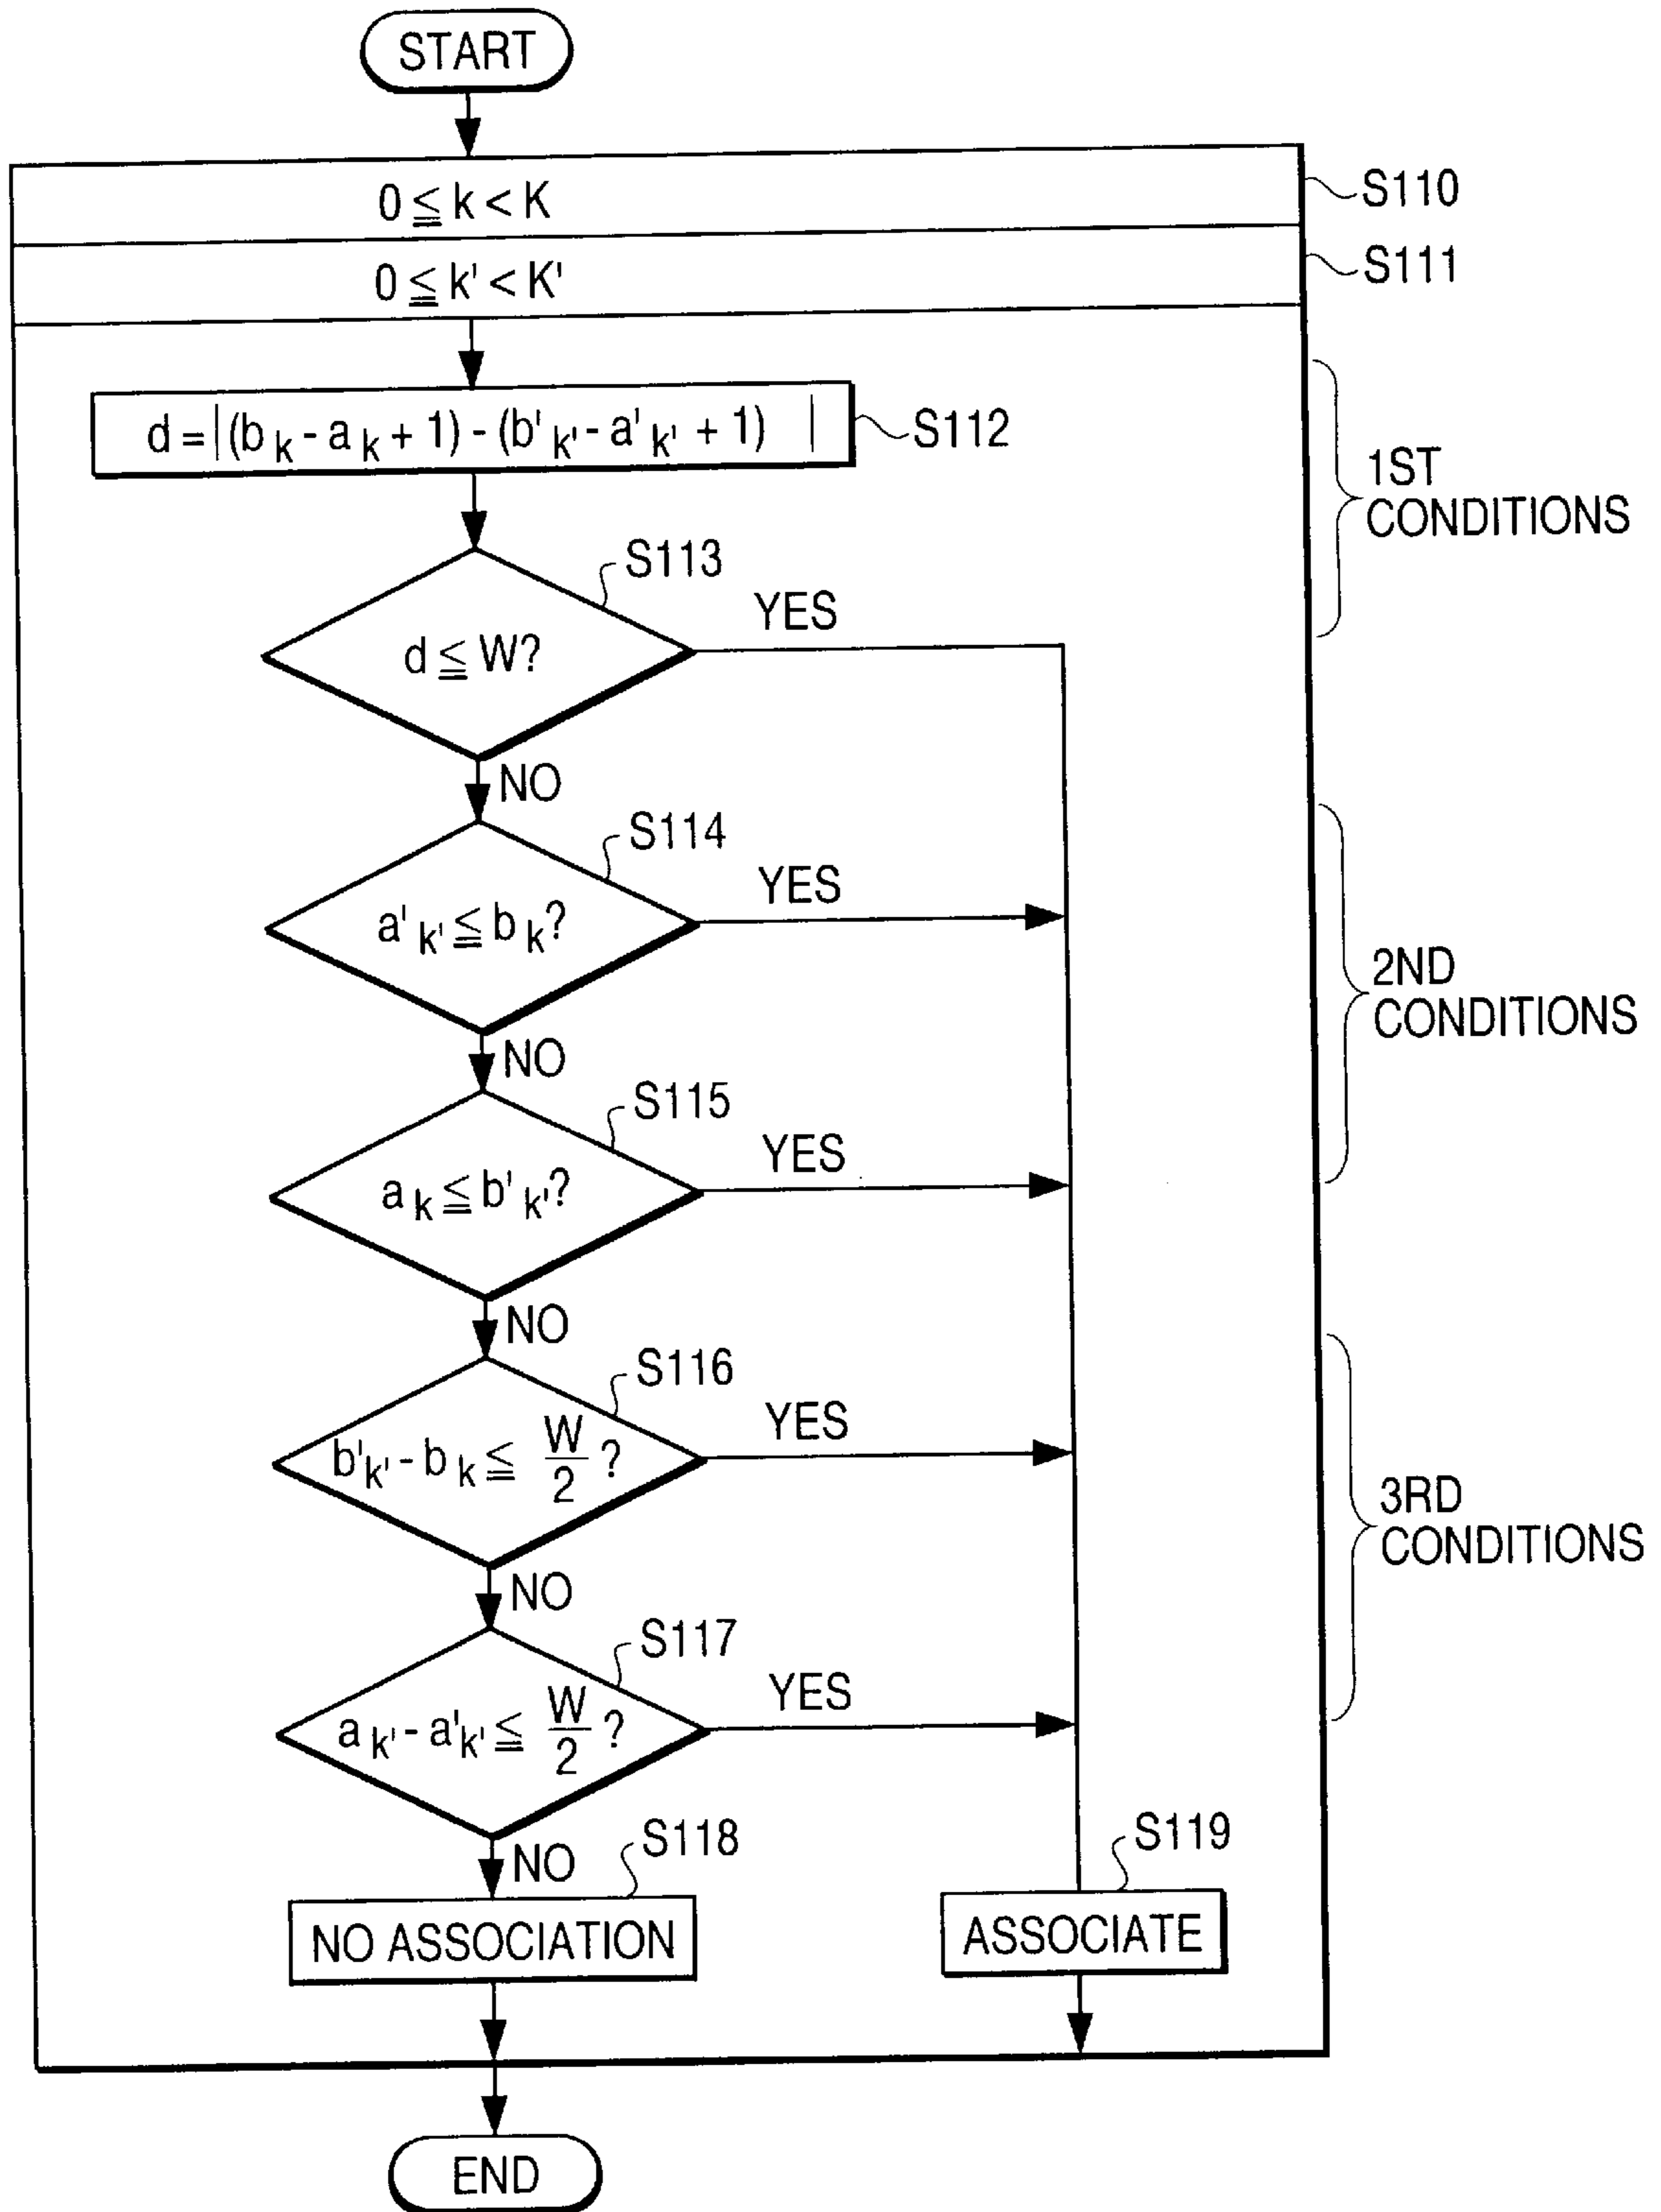 START
0 ≦ k < K
S110
0 ≦ k' < K'
S111
d = |(b k - a k + 1) - (b' k' - a' k' + 1)|
S112
1ST
CONDITIONS
S113
d ≦ W?
YES
NO
S114
a' k' ≦ b k?
YES
2ND
CONDITIONS
NO
S115
a k ≦ b' k'?
YES
NO
S116
b' k' - b k ≦ W/2 ?
YES
3RD
CONDITIONS
NO
S117
a k' - a' k' ≦ W/2 ?
YES
NO
S118
NO ASSOCIATION
S119
ASSOCIATE
END